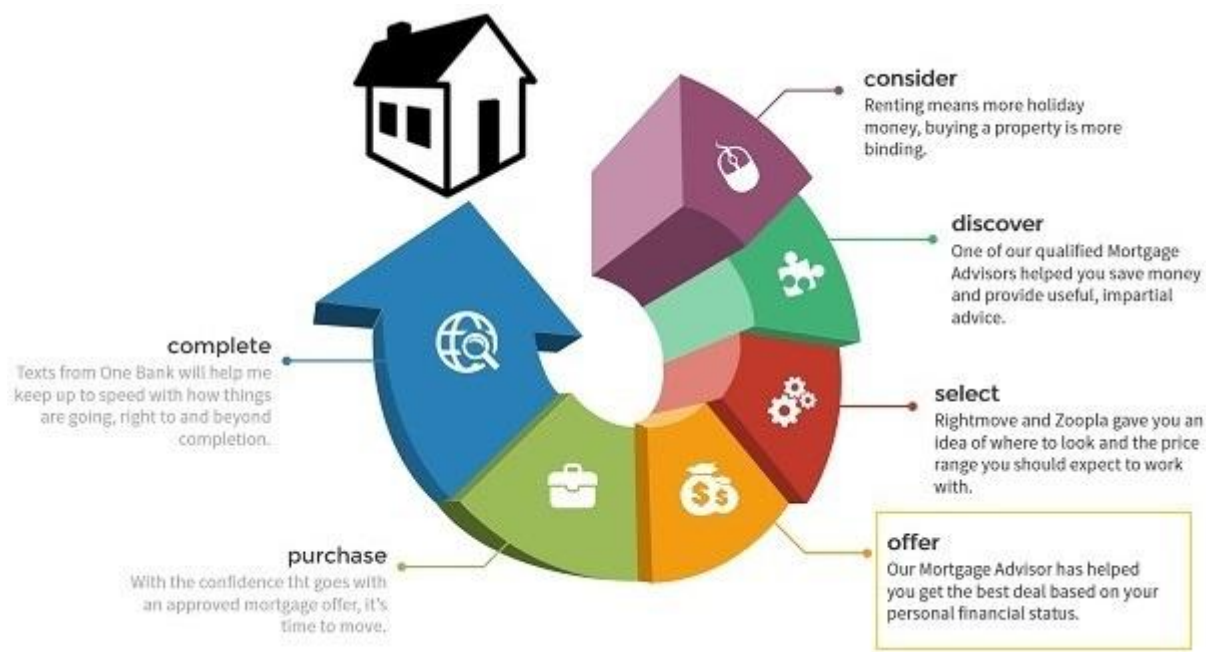 consider
Renting means more holiday
money, buying a property is more
binding.
discover
One of our qualified Mortgage
Advisors helped you save money
and provide useful, impartial
advice.
select
Rightmove and Zoopla gave you an
idea of where to look and the price
range you should expect to work
with.
offer
Our Mortgage Advisor has helped
you get the best deal based on your
personal financial status.
purchase
With the confidence tht goes with
an approved mortgage offer, it's
time to move.
complete
Texts from One Bank will help me
keep up to speed with how things
are going, right to and beyond
completion.